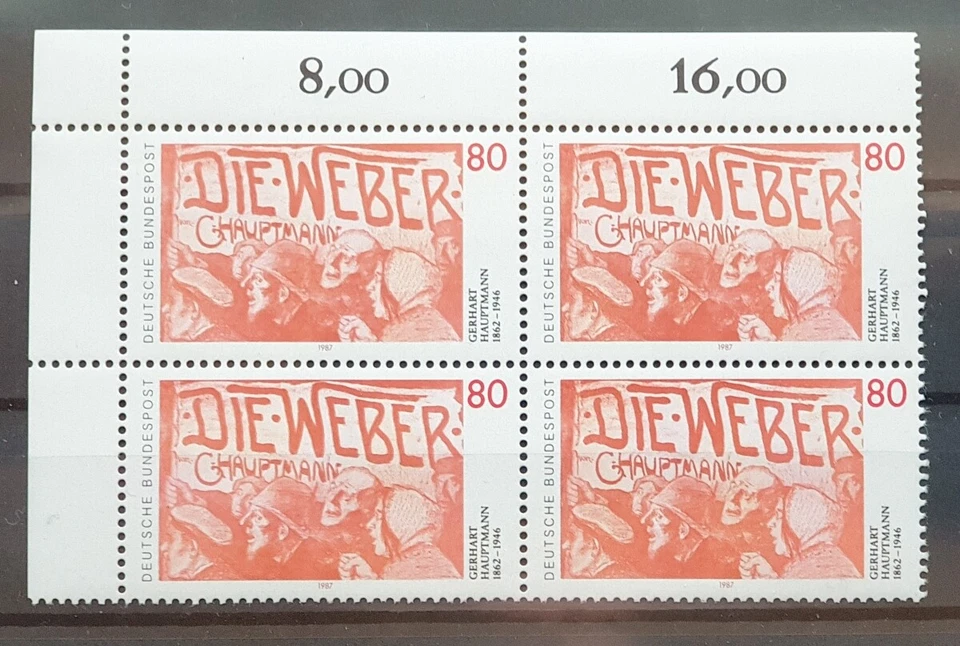 8,00
16,00
DEUTSCHE BUNDESPOST
·DIE·WEBER·
G·HAUPTMANN
80
GERHART
HAUPTMANN
1862–1946
1987
DEUTSCHE BUNDESPOST
·DIE·WEBER·
G·HAUPTMANN
80
GERHART
HAUPTMANN
1862–1946
1987
DEUTSCHE BUNDESPOST
·DIE·WEBER·
G·HAUPTMANN
80
GERHART
HAUPTMANN
1862–1946
1987
DEUTSCHE BUNDESPOST
·DIE·WEBER·
G·HAUPTMANN
80
GERHART
HAUPTMANN
1862–1946
1987